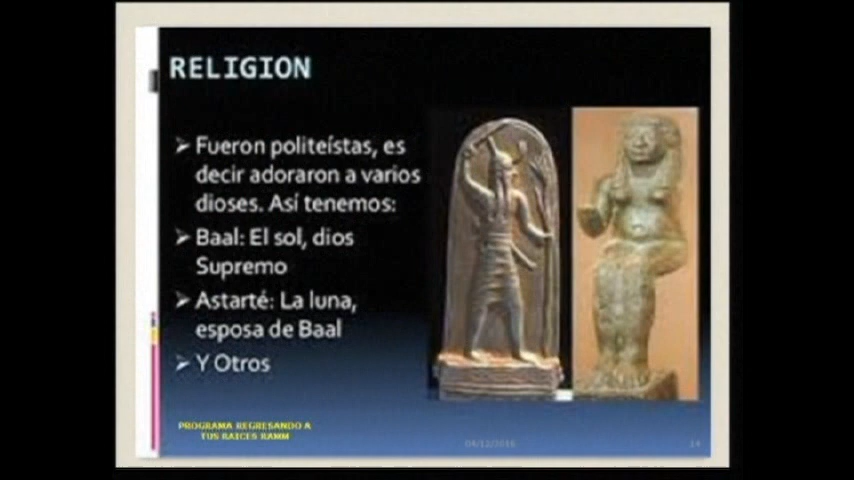 RELIGION
➤ Fueron politeístas, es
decir adoraron a varios
dioses. Así tenemos:
➤ Baal: El sol, dios
Supremo
➤ Astarté: La luna,
esposa de Baal
➤ Y Otros
PROGRAMA REGRESANDO A
TUS RAICES RAMM
14